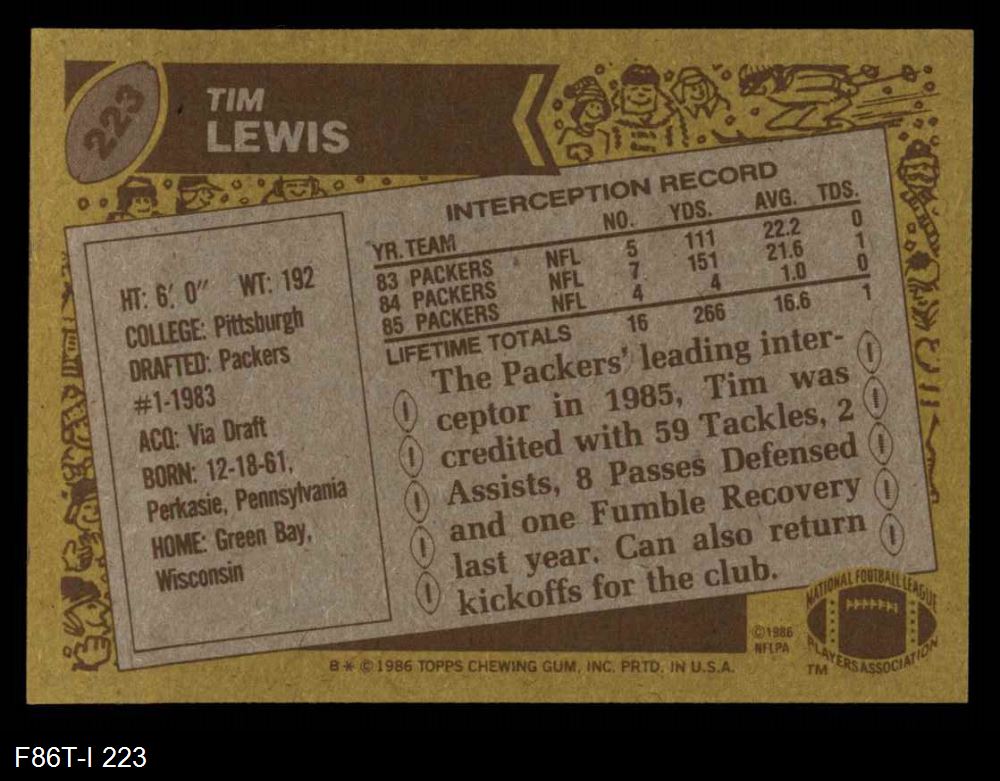 223
TIM
LEWIS
HT: 6', 0" WT: 192
COLLEGE: Pittsburgh
DRAFTED: Packers
#1-1983
ACQ: Via Draft
BORN: 12-18-61,
Perkasie, Pennsylvania
HOME: Green Bay,
Wisconsin
INTERCEPTION RECORD
YR. TEAM NO. YDS. AVG. TDS.
83 PACKERS NFL 5 111 22.2 0
84 PACKERS NFL 7 151 21.6 1
85 PACKERS NFL 4 4 1.0 0
LIFETIME TOTALS 16 266 16.6 1
The Packers' leading inter-
ceptor in 1985, Tim was
credited with 59 Tackles, 2
Assists, 8 Passes Defensed
and one Fumble Recovery
last year. Can also return
kickoffs for the club.
©1986
NFLPA
NATIONAL FOOTBALL LEAGUE
PLAYERS ASSOCIATION
TM
B * © 1986 TOPPS CHEWING GUM, INC. PRTD. IN U.S.A.
F86T-I 223